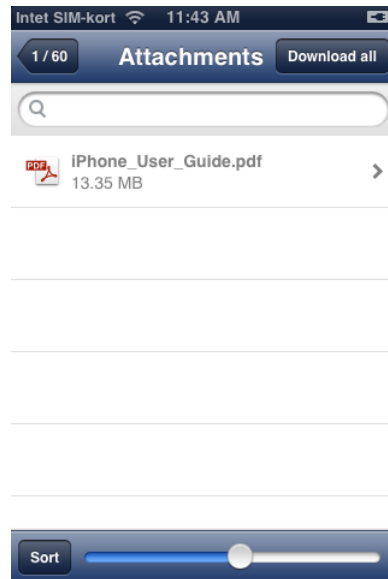 Intet SIM-kort 11:43 AM
1 / 60 Attachments Download all
PDF iPhone_User_Guide.pdf
13.35 MB
Sort